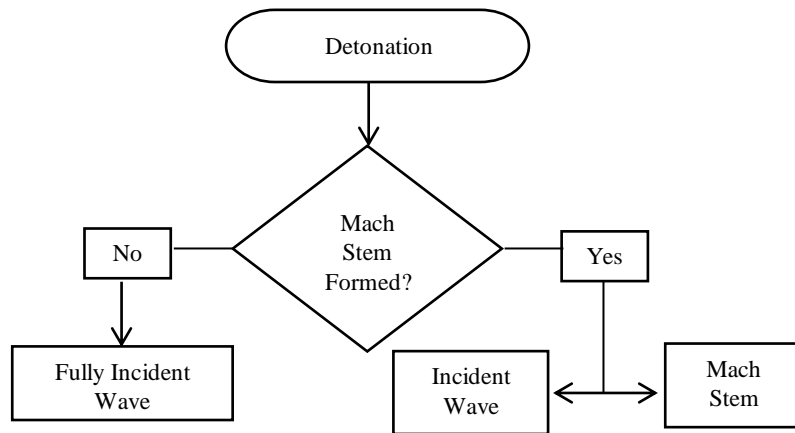 Detonation
Mach
Stem
Formed?
No
Yes
Fully Incident
Wave
Incident
Wave
Mach
Stem